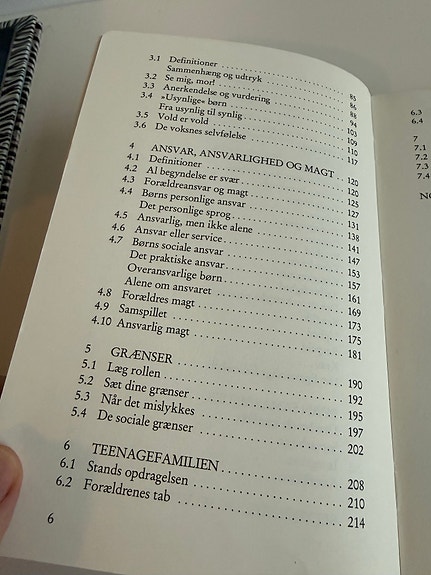 3.1 Definitioner 85
Sammenhæng og udtryk 86
3.2 Se mig, mor! 88
3.3 Anerkendelse og vurdering 94
3.4 »Usynlige« børn 103
Fra usynlig til synlig 109
3.5 Vold er vold 110
3.6 De voksnes selvfølelse 117
4 ANSVAR, ANSVARLIGHED OG MAGT 120
4.1 Definitioner 120
4.2 Al begyndelse er svær 125
4.3 Forældreansvar og magt 127
4.4 Børns personlige ansvar 131
Det personlige sprog 138
4.5 Ansvarlig, men ikke alene 141
4.6 Ansvar eller service 147
4.7 Børns sociale ansvar 153
Det praktiske ansvar 157
Overansvarlige børn 161
Alene om ansvaret 169
4.8 Forældres magt 173
4.9 Samspillet 175
4.10 Ansvarlig magt 181
5 GRÆNSER 190
5.1 Læg rollen 192
5.2 Sæt dine grænser 195
5.3 Når det mislykkes 197
5.4 De sociale grænser 202
6 TEENAGEFAMILIEN 208
6.1 Stands opdragelsen 210
6.2 Forældrenes tab 214
6
6.3
6.4
7
7.1
7.2